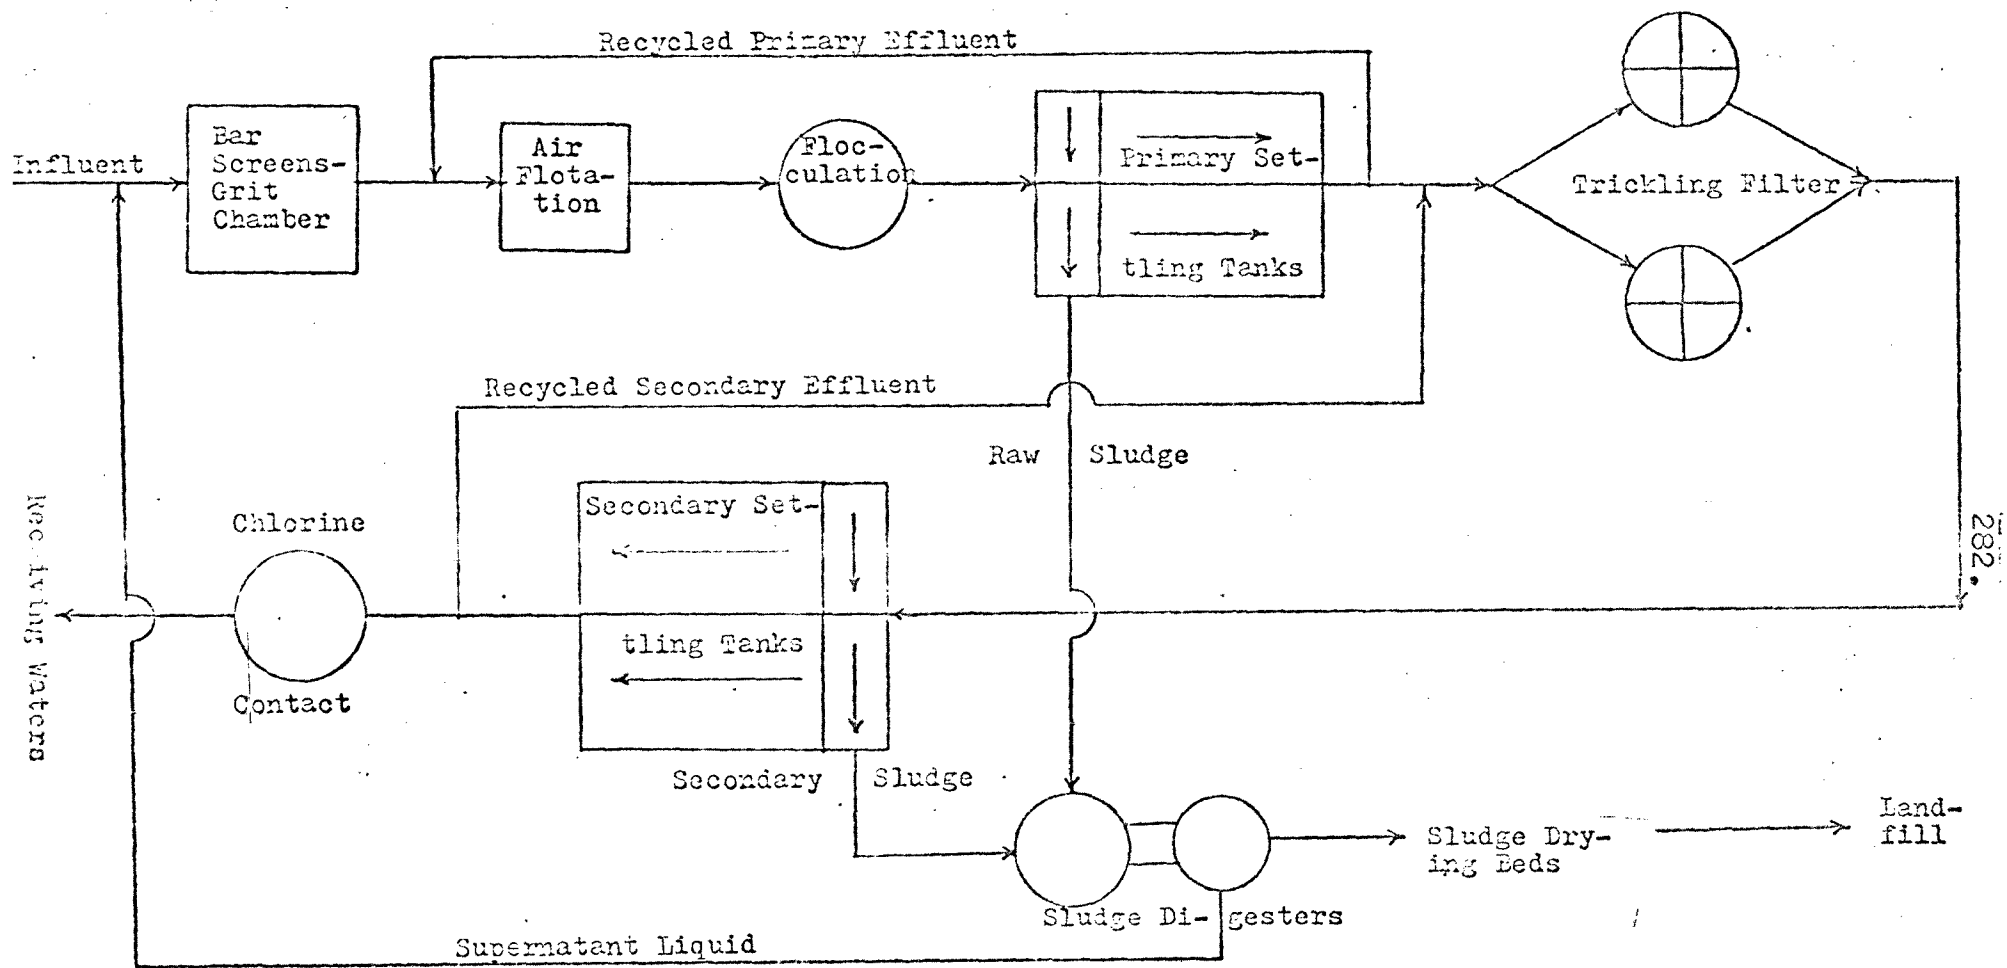 Recycled Primary Effluent
Influent
Bar
Screens-
Grit
Chamber
Air
Flota-
tion
Floc-
culation
Primary Set-
tling Tanks
Trickling Filter
Recycled Secondary Effluent
Raw Sludge
282.
Receiving Waters
Chlorine
Contact
Secondary Set-
tling Tanks
Secondary Sludge
Sludge Di-gesters
Sludge Dry-
ing Beds
Land-
fill
Supernatant Liquid